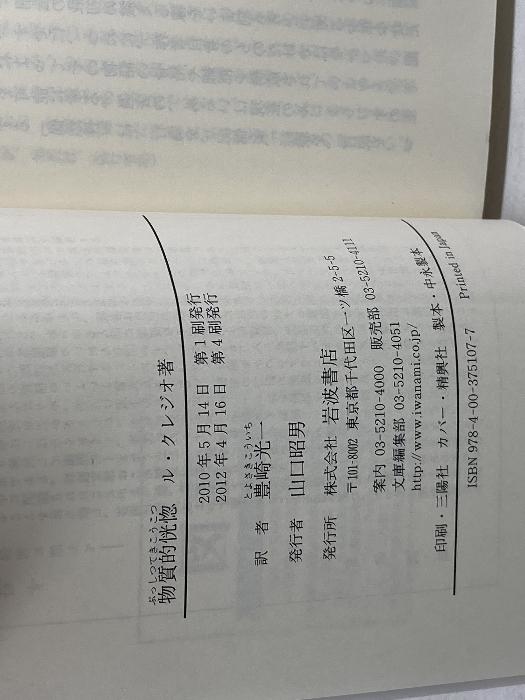 ぶっしつてきこうこつ
物質的恍惚 ル・クレジオ著
2010年5月14日 第1刷発行
2012年4月16日 第4刷発行
とよさきこういち
訳者 豊崎光一
発行者 山口昭男
発行所 株式会社 岩波書店
〒101-8002 東京都千代田区一ツ橋2-5-5
案内 03-5210-4000 販売部 03-5210-4111
文庫編集部 03-5210-4051
http://www.iwanami.co.jp/
印刷・三陽社 カバー・精興社 製本・中永製本
ISBN 978-4-00-375107-7 Printed in Japan